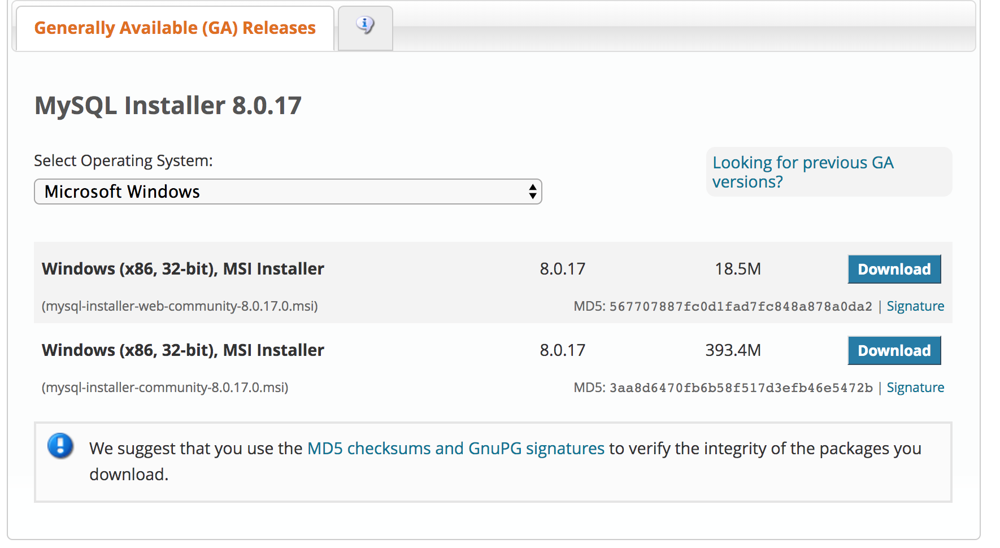 Generally Available (GA) Releases
MySQL Installer 8.0.17
Select Operating System:
Microsoft Windows
Looking for previous GA
versions?
Windows (x86, 32-bit), MSI Installer 8.0.17 18.5M Download
(mysql-installer-web-community-8.0.17.0.msi) MD5: 567707887fc0d1fad7fc848a878a0da2 | Signature
Windows (x86, 32-bit), MSI Installer 8.0.17 393.4M Download
(mysql-installer-community-8.0.17.0.msi) MD5: 3aa8d6470fb6b58f517d3efb46e5472b | Signature
We suggest that you use the MD5 checksums and GnuPG signatures to verify the integrity of the packages you
download.